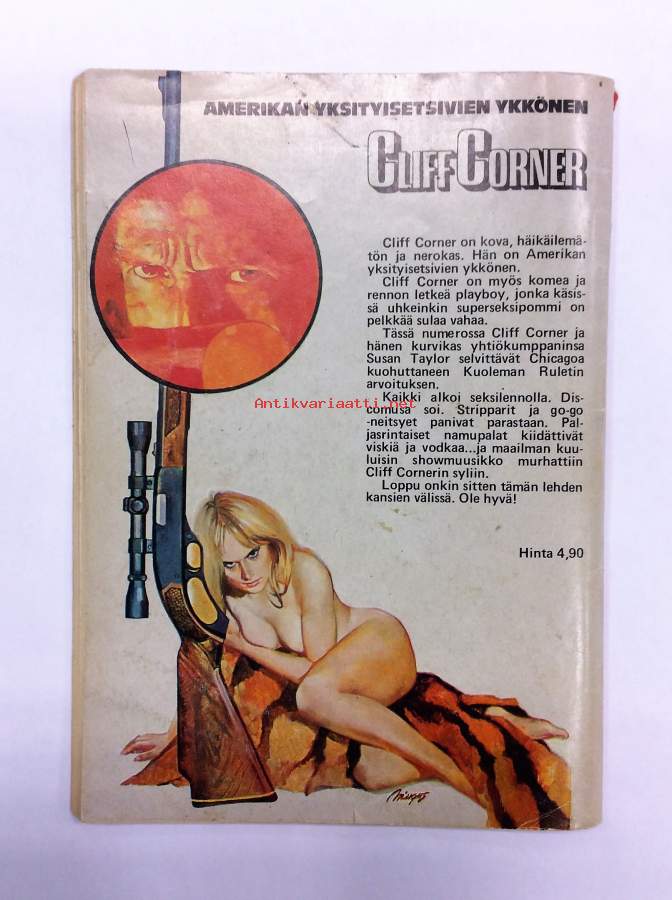 AMERIKAN YKSITYISETSIVIEN YKKÖNEN
CLIFF CORNER
Cliff Corner on kova, häikäilemä-
tön ja nerokas. Hän on Amerikan
yksityisetsivien ykkönen.
Cliff Corner on myös komea ja
rennon letkeä playboy, jonka käsis-
sä uhkeinkin superseksipommi on
pelkkää sulaa vahaa.
Tässä numerossa Cliff Corner ja
hänen kurvikas yhtiökumppaninsa
Susan Taylor selvittävät Chicagoa
kuohuttaneen Kuoleman Ruletin
arvoituksen.
Kaikki alkoi seksilennolla. Dis-
comusa soi. Stripparit ja go-go
-neitsyet panivat parastaan. Pal-
jasrintaiset namupalat kiidättivät
viskiä ja vodkaa...ja maailman kuu-
luisin showmuusikko murhattiin
Cliff Cornerin syliin.
Loppu onkin sitten tämän lehden
kansien välissä. Ole hyvä!
Hinta 4,90
Antikvariaatti.net